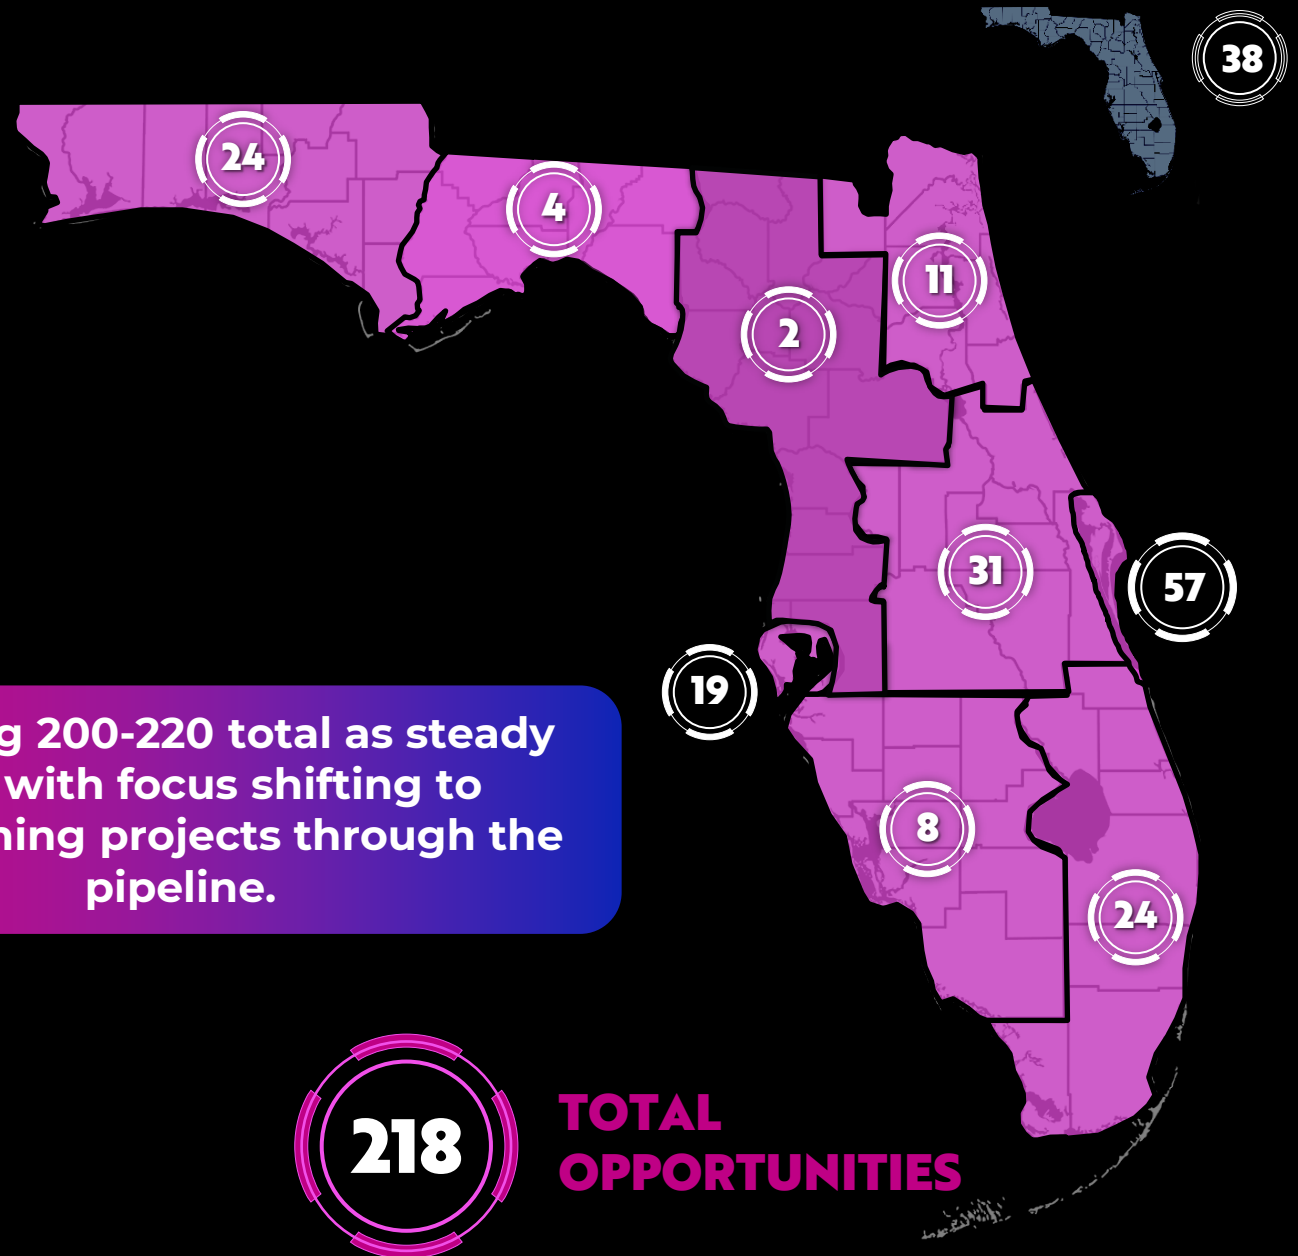 38
24
4
11
2
31
57
19
g 200-220 total as steady
with focus shifting to
ning projects through the
pipeline.
8
24
218
TOTAL
OPPORTUNITIES